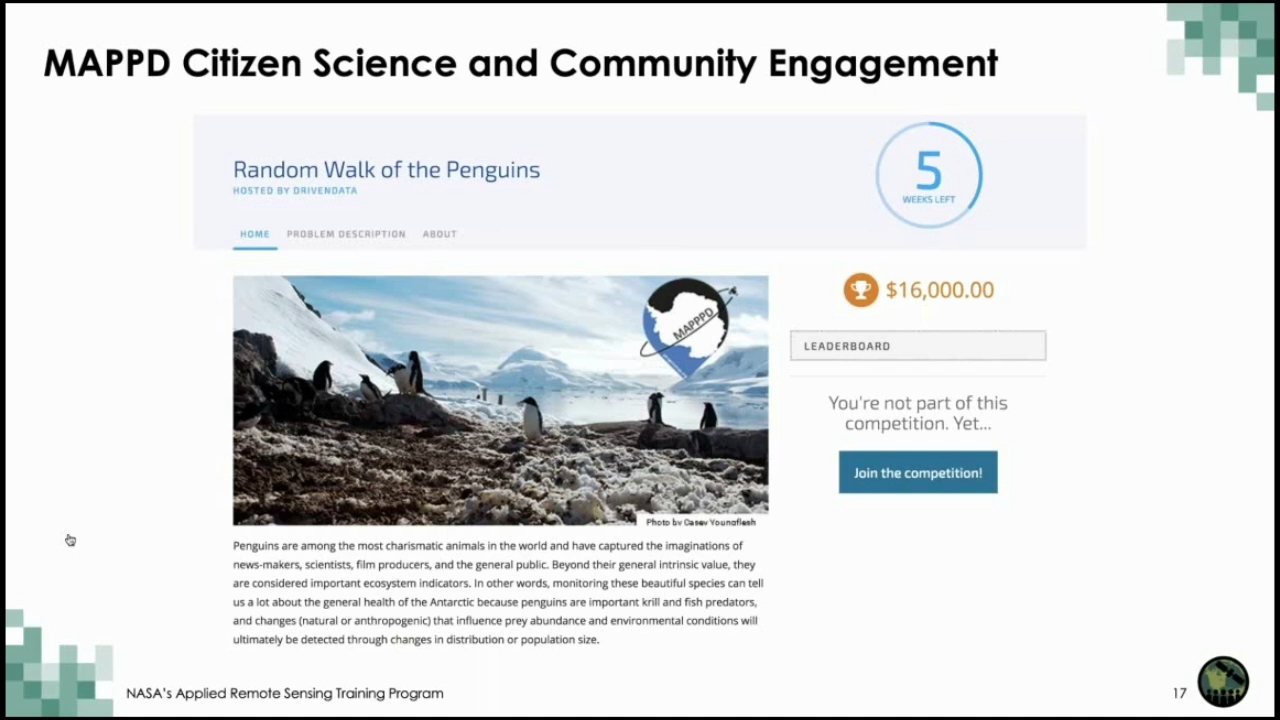 MAPPD Citizen Science and Community Engagement
Random Walk of the Penguins
HOSTED BY DRIVENDATA
5
WEEKS LEFT
HOME PROBLEM DESCRIPTION ABOUT
MAPPPD
$16,000.00
LEADERBOARD
You're not part of this
competition. Yet...
Join the competition!
Photo by Casey Youngflesh
Penguins are among the most charismatic animals in the world and have captured the imaginations of
news-makers, scientists, film producers, and the general public. Beyond their general intrinsic value, they
are considered important ecosystem indicators. In other words, monitoring these beautiful species can tell
us a lot about the general health of the Antarctic because penguins are important krill and fish predators,
and changes (natural or anthropogenic) that influence prey abundance and environmental conditions will
ultimately be detected through changes in distribution or population size.
NASA's Applied Remote Sensing Training Program
17